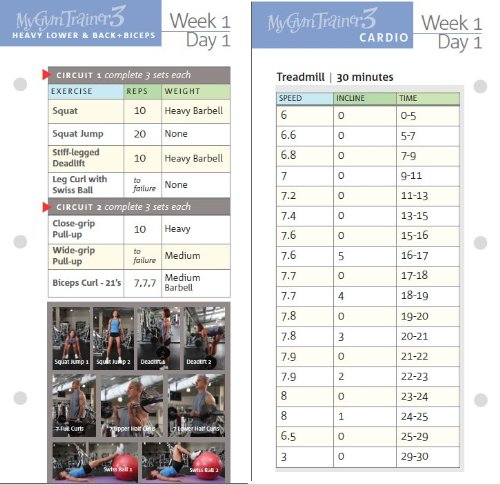 MyGymTrainer3
HEAVY LOWER & BACK+BICEPS
Week 1
Day 1
CIRCUIT 1 complete 3 sets each
EXERCISE REPS WEIGHT
Squat 10 Heavy Barbell
Squat Jump 20 None
Stiff-legged Deadlift 10 Heavy Barbell
Leg Curl with Swiss Ball to failure None
CIRCUIT 2 complete 3 sets each
Close-grip Pull-up 10 Heavy
Wide-grip Pull-up to failure Medium
Biceps Curl - 21's 7,7,7 Medium Barbell
Squat Jump 1 Squat Jump 2 Deadlift 1 Deadlift 2
7 Full Curls 7 Upper Half Curls 7 Lower Half Curls
Swiss Ball 1 Swiss Ball 2
MyGymTrainer3
CARDIO
Week 1
Day 1
Treadmill | 30 minutes
SPEED INCLINE TIME
6 0 0-5
6.6 0 5-7
6.8 0 7-9
7 0 9-11
7.2 0 11-13
7.4 0 13-15
7.6 0 15-16
7.6 5 16-17
7.7 0 17-18
7.7 4 18-19
7.8 0 19-20
7.8 3 20-21
7.9 0 21-22
7.9 2 22-23
8 0 23-24
8 1 24-25
6.5 0 25-29
3 0 29-30